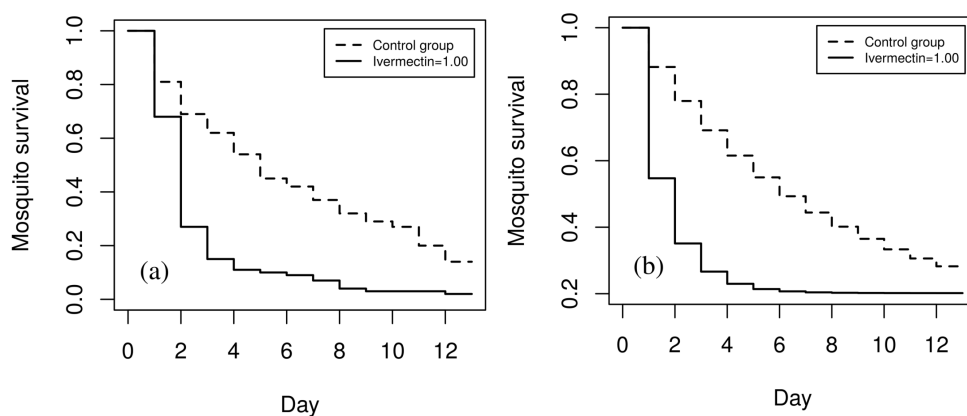 Mosquito survival
1.0
0.8
0.6
0.4
0.2
0.0
Control group
Ivermectin=1.00
(a)
0 2 4 6 8 10 12
Day
Mosquito survival
1.0
0.8
0.6
0.4
0.2
Control group
Ivermectin=1.00
(b)
0 2 4 6 8 10 12
Day